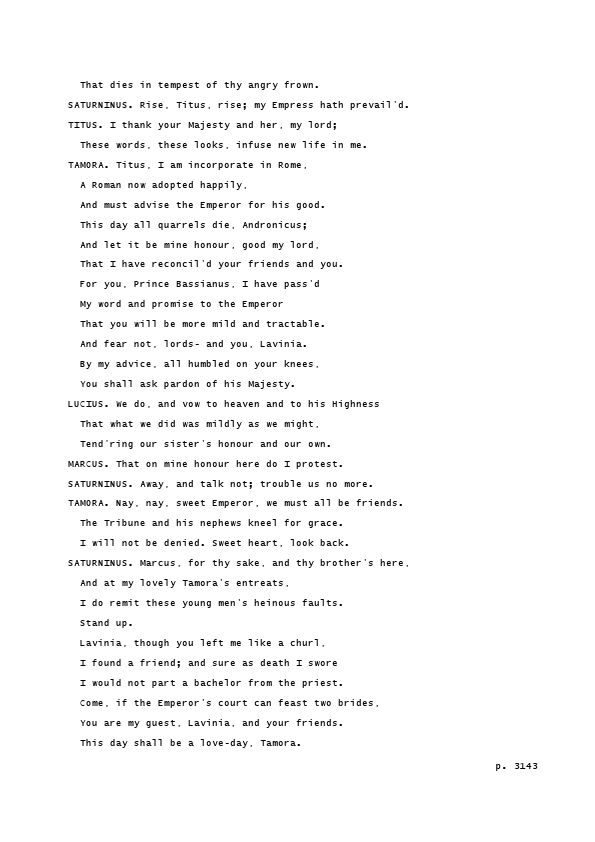 That dies in tempest of thy angry frown.
SATURNINUS. Rise, Titus, rise; my Empress hath prevail'd.
TITUS. I thank your Majesty and her, my lord;
These words, these looks, infuse new life in me.
TAMORA. Titus, I am incorporate in Rome,
A Roman now adopted happily,
And must advise the Emperor for his good.
This day all quarrels die, Andronicus;
And let it be mine honour, good my lord,
That I have reconcil'd your friends and you.
For you, Prince Bassianus, I have pass'd
My word and promise to the Emperor
That you will be more mild and tractable.
And fear not, lords- and you, Lavinia.
By my advice, all humbled on your knees,
You shall ask pardon of his Majesty.
LUCIUS. We do, and vow to heaven and to his Highness
That what we did was mildly as we might,
Tend'ring our sister's honour and our own.
MARCUS. That on mine honour here do I protest.
SATURNINUS. Away, and talk not; trouble us no more.
TAMORA. Nay, nay, sweet Emperor, we must all be friends.
The Tribune and his nephews kneel for grace.
I will not be denied. Sweet heart, look back.
SATURNINUS. Marcus, for thy sake, and thy brother's here,
And at my lovely Tamora's entreats,
I do remit these young men's heinous faults.
Stand up.
Lavinia, though you left me like a churl,
I found a friend; and sure as death I swore
I would not part a bachelor from the priest.
Come, if the Emperor's court can feast two brides,
You are my guest, Lavinia, and your friends.
This day shall be a love-day, Tamora.
p. 3143